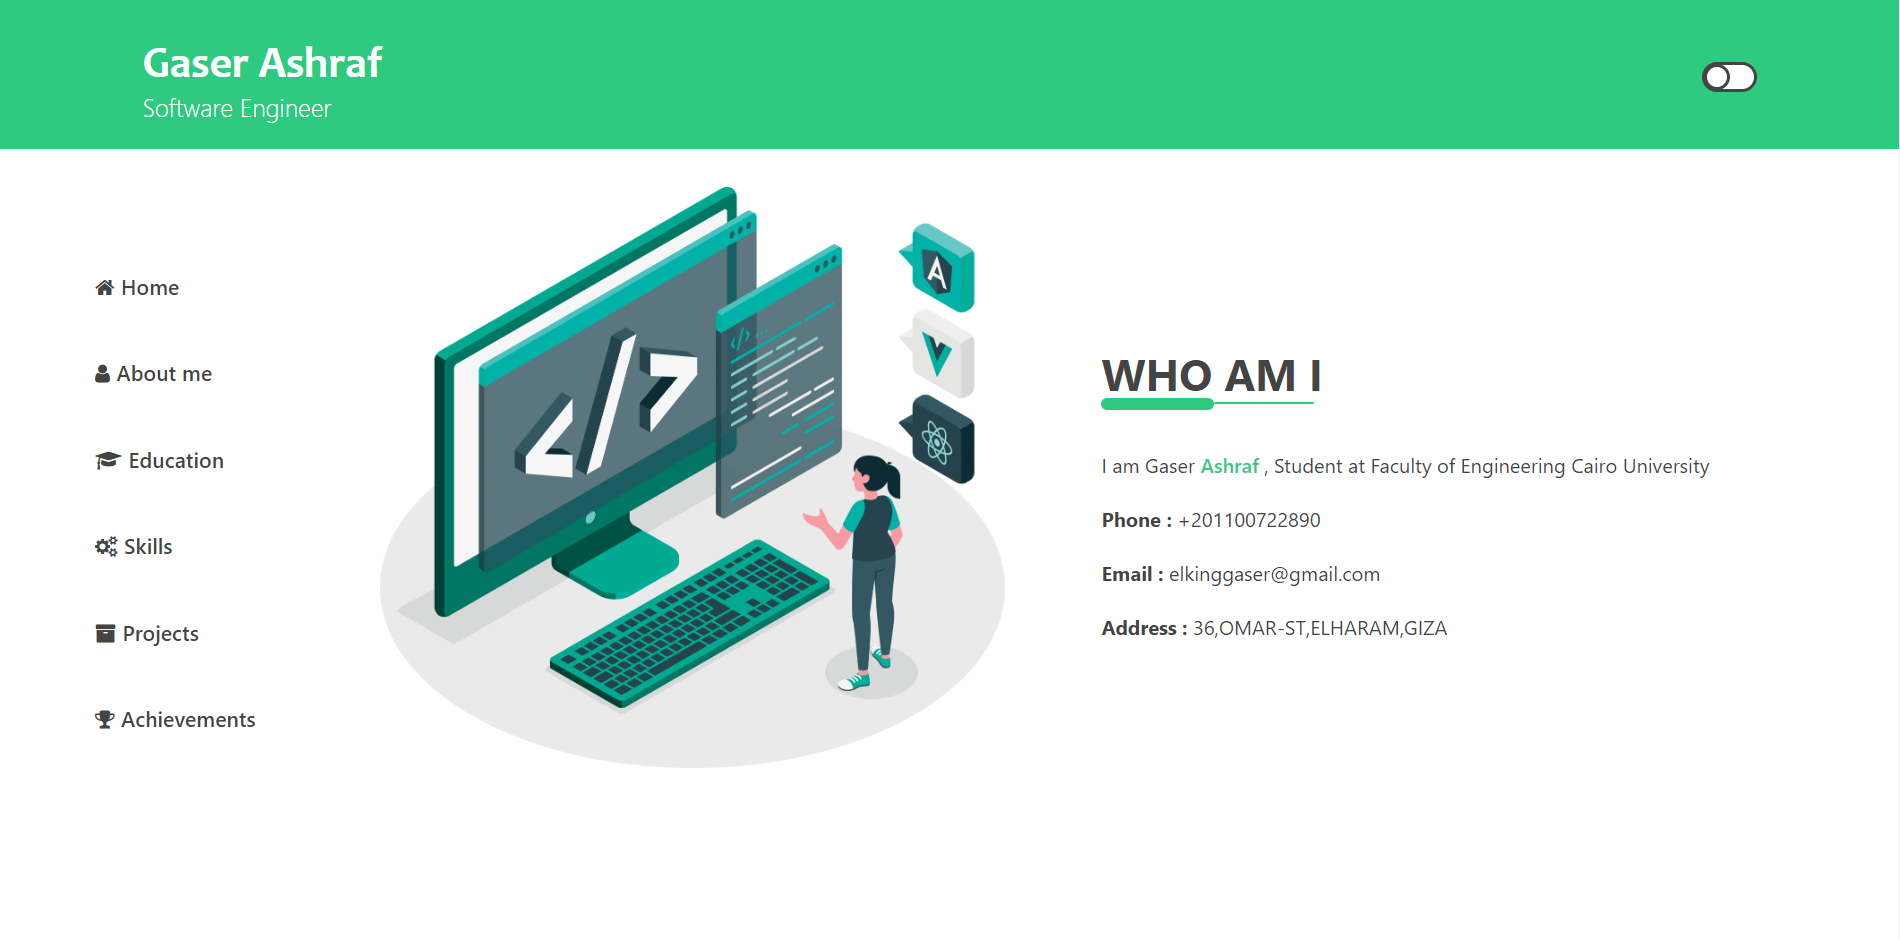 Gaser Ashraf
Software Engineer
Home
About me
Education
Skills
Projects
Achievements
</>
</> ...
A
WHO AM I
I am Gaser Ashraf , Student at Faculty of Engineering Cairo University
Phone : +201100722890
Email : elkinggaser@gmail.com
Address : 36,OMAR-ST,ELHARAM,GIZA